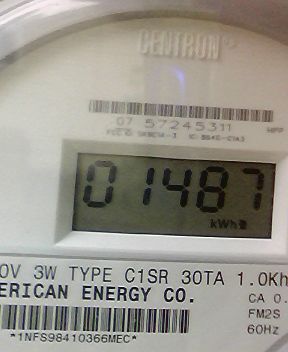 CENTRON®
07 57245311
01487
kWh
0V 3W TYPE C1SR 30TA 1.0Kh
ERICAN ENERGY CO.
CA 0.
FM2S
60Hz
*1NFS98410366MEC*